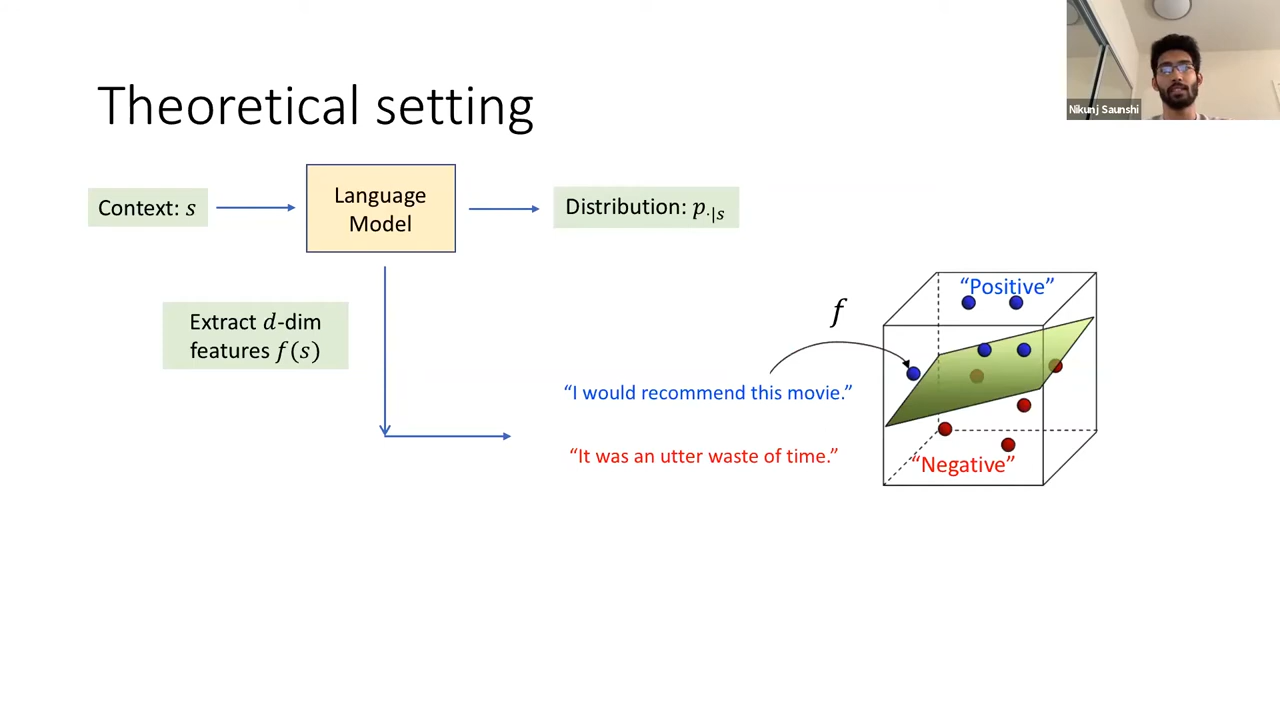 Nikunj Saunshi
Theoretical setting
Context: s
Language
Model
Distribution: p·|s
Extract d-dim
features f(s)
f
"Positive"
"I would recommend this movie."
"It was an utter waste of time."
"Negative"